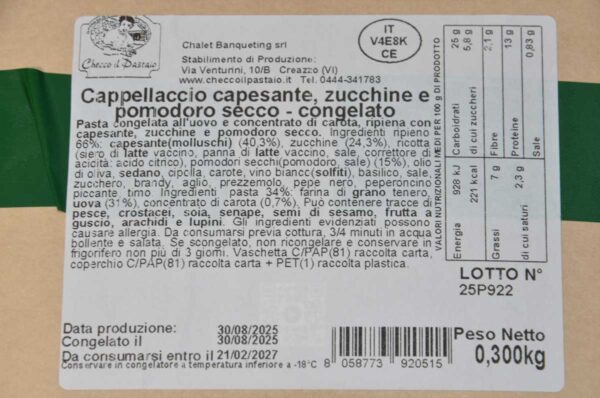 Checco il Pastaio
Chalet Banqueting srl
Stabilimento di Produzione:
Via Venturini, 10/B Creazzo (VI)
www.checcoilpastaio.it Tel. 0444-341783
IT
V4E8K
CE
Cappellaccio capesante, zucchine e
pomodoro secco - congelato
Pasta congelata all'uovo e concentrato di carota, ripiena con
capesante, zucchine e pomodoro secco. Ingredienti ripieno
66%: capesante(molluschi) (40,3%), zucchine (24,3%), ricotta
(siero di latte vaccino, panna di latte vaccino, sale, correttore di
acidità: acido citrico), pomodori secchi(pomodoro, sale) (15%), olio
di oliva, sedano, cipolla, carote, vino bianco(solfiti), basilico, sale,
zucchero, brandy, aglio, prezzemolo, pepe nero, peperoncino
piccante, timo Ingredienti pasta 34%: farina di grano tenero,
uova (31%), concentrato di carota (0,7%). Può contenere tracce di
pesce, crostacei, soia, senape, semi di sesamo, frutta a
guscio, arachidi e lupini. Gli ingredienti evidenziati possono
causare allergia. Da consumarsi previa cottura, 3/4 minuti in acqua
bollente e salata. Se scongelato, non ricongelare e conservare in
frigorifero non più di 3 giorni. Vaschetta C/PAP(81) raccolta carta,
coperchio C/PAP(81) raccolta carta + PET(1) raccolta plastica.
VALORI NUTRIZIONALI MEDI PER 100 g DI PRODOTTO
Energia 928 kJ Carboidrati 25 g
221 kcal di cui zuccheri 5,8 g
Grassi 7 g Fibre 2,1 g
di cui saturi 2,3 g Proteine 13 g
Sale 0,83 g
LOTTO N°
25P922
Data produzione: 30/08/2025
Congelato il 30/08/2025
Da consumarsi entro il 21/02/2027
Conservare in congelatore a temperatura inferiore a -18°C
8 058773 920515
Peso Netto
0,300kg